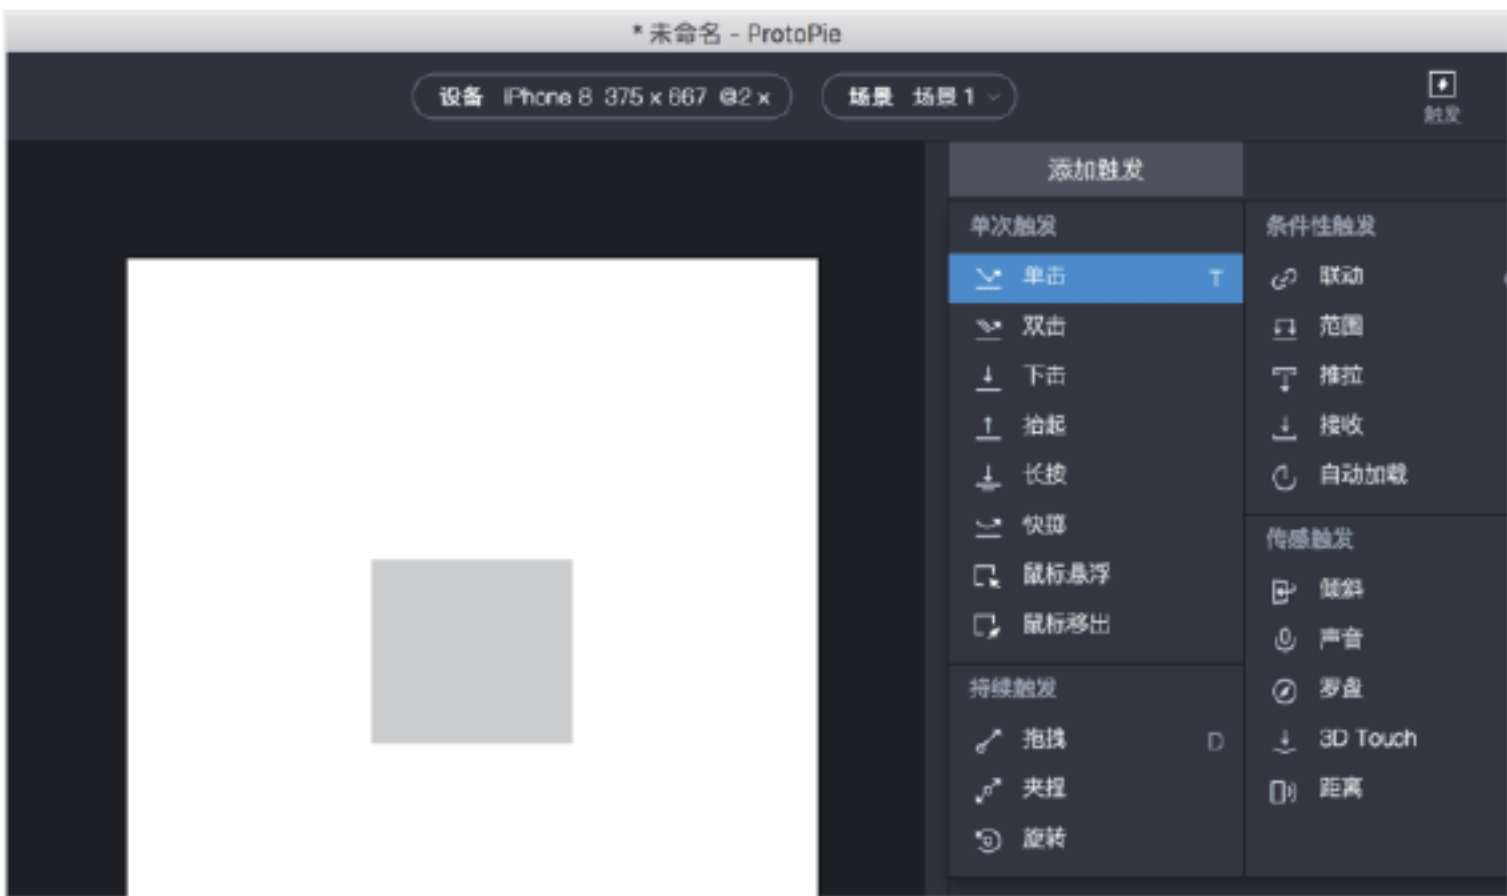 * 未命名 - ProtoPie
设备 iPhone 8 375 x 667 @2 x
场景 场景 1
触发
添加触发
单次触发
单击 T
双击
下击
抬起
长按
快掷
鼠标悬浮
鼠标移出
持续触发
拖拽 D
夹捏
旋转
条件性触发
联动
范围
推拉
接收
自动加载
传感触发
倾斜
声音
罗盘
3D Touch
距离